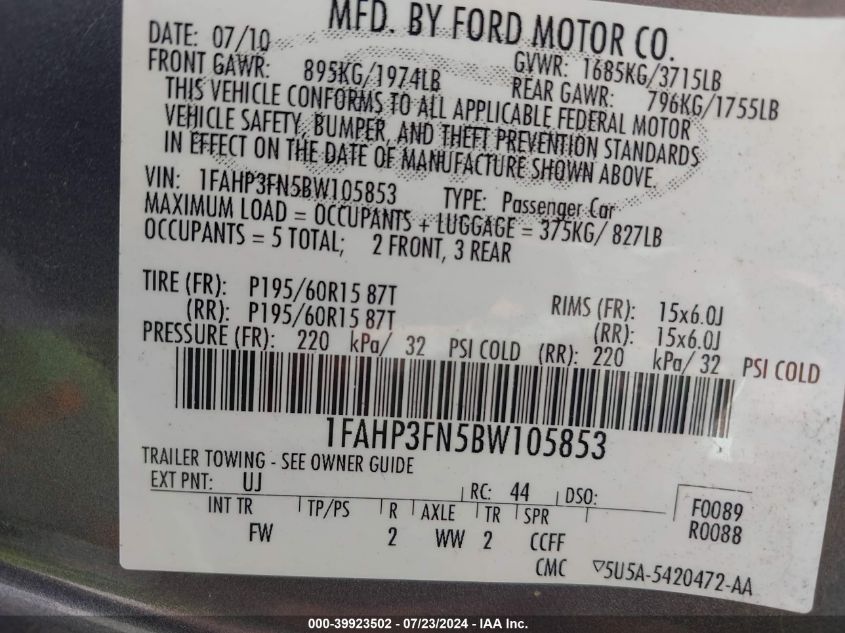 MFD. BY FORD MOTOR CO.
DATE: 07/10 GVWR: 1685KG/3715LB
FRONT GAWR: 895KG/1974LB REAR GAWR: 796KG/1755LB
THIS VEHICLE CONFORMS TO ALL APPLICABLE FEDERAL MOTOR
VEHICLE SAFETY, BUMPER, AND THEFT PREVENTION STANDARDS
IN EFFECT ON THE DATE OF MANUFACTURE SHOWN ABOVE.
VIN: 1FAHP3FN5BW105853 TYPE: Passenger Car
MAXIMUM LOAD = OCCUPANTS + LUGGAGE = 375KG/ 827LB
OCCUPANTS = 5 TOTAL; 2 FRONT, 3 REAR
TIRE (FR): P195/60R15 87T RIMS (FR): 15x6.0J
(RR): P195/60R15 87T (RR): 15x6.0J
PRESSURE (FR): 220 kPa/ 32 PSI COLD (RR): 220 kPa/ 32 PSI COLD
1FAHP3FN5BW105853
TRAILER TOWING - SEE OWNER GUIDE
EXT PNT: UJ RC: 44 DSO: F0089
INT TR TP/PS R AXLE TR SPR R0088
FW 2 WW 2 CCFF
CMC ▽5U5A-5420472-AA
000-39923502 - 07/23/2024 - IAA Inc.